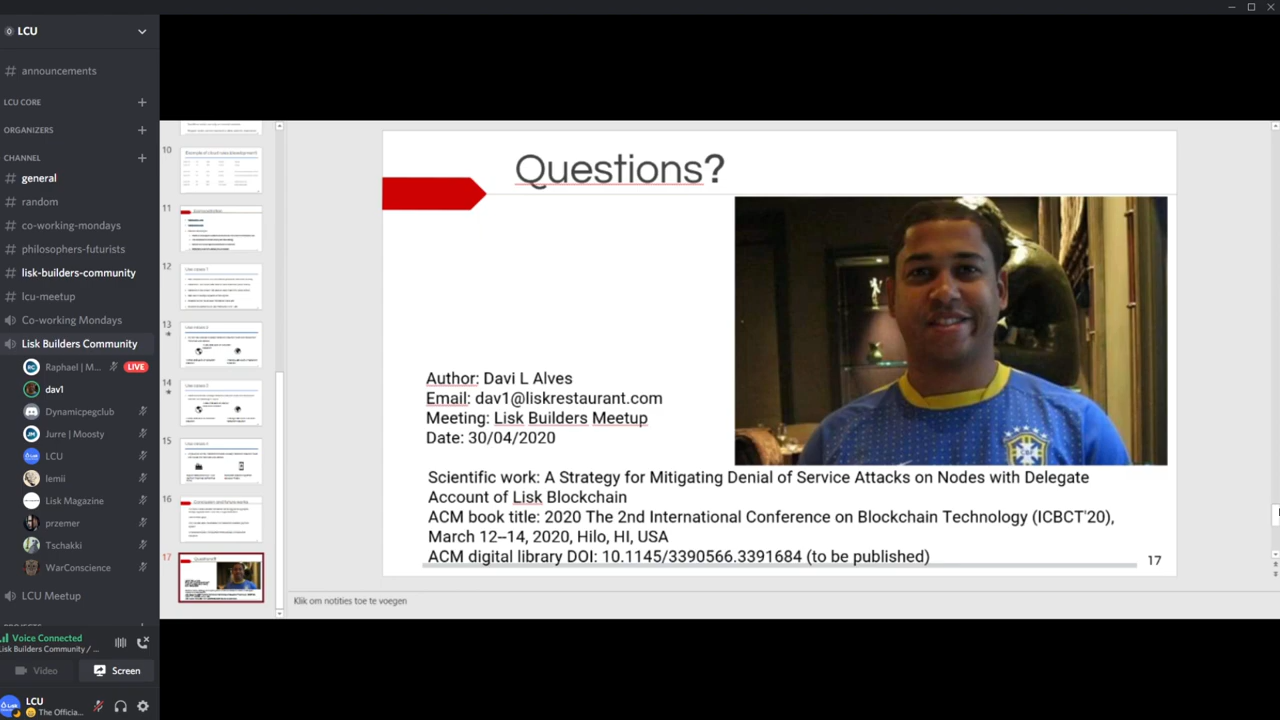 LCU
# announcements
LCU CORE
ORGANIZERS
CHANNEL
# general
# random
# co-working-mondays
# philosophers-futurists
# lisk-builders-community
# lcu-meetup
Co-working Mondays
Lisk Builders Community
Raphael | M... LIVE
dav1
Dynamicpegclub
Jurre | Moosty
LCU
lemii
Lisk Magazine
przemer
Tschakki
WarConscience
LCU Meetup
Voice Connected
Lisk Builders Community / ...
Video
Screen
LCU
The Officia...
10
11
12
13
14
15
16
17
Questions?
Author: Davi L Alves
Email: dav1@liskrestaurant.com
Meeting: Lisk Builders Meetup
Date: 30/04/2020
Scientific work: A Strategy for Mitigating Denial of Service Attacks on Nodes with Delegate
Account of Lisk Blockchain
ACM full title: 2020 The 2nd International Conference on Blockchain Technology (ICBCT'20),
March 12–14, 2020, Hilo, HI, USA
ACM digital library DOI: 10.1145/3390566.3391684 (to be published)
17
Klik om notities toe te voegen